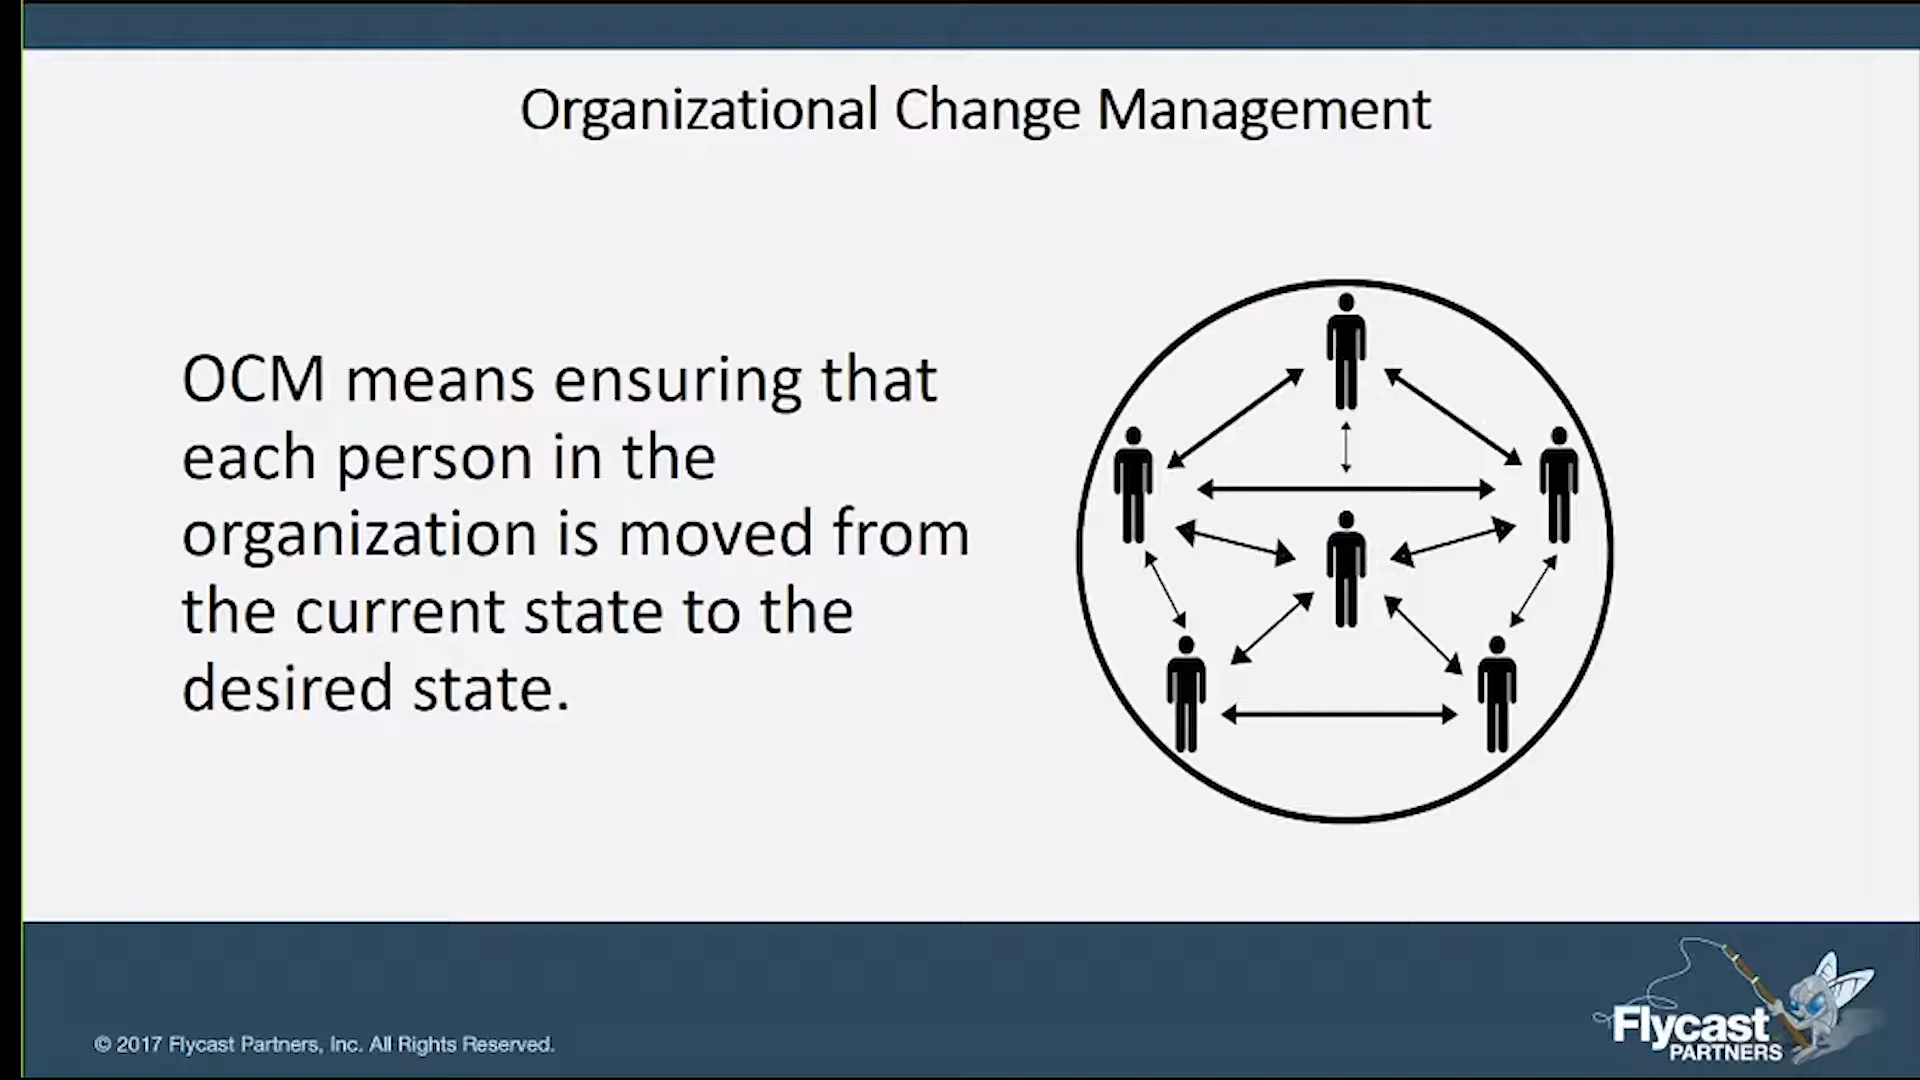 Organizational Change Management
OCM means ensuring that
each person in the
organization is moved from
the current state to the
desired state.
© 2017 Flycast Partners, Inc. All Rights Reserved.
Flycast
PARTNERS